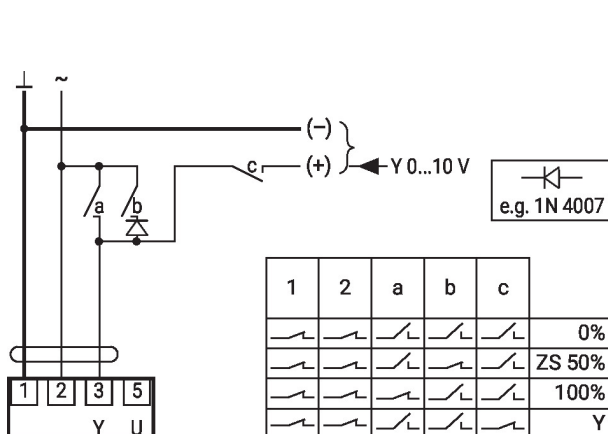 ⊥ ~
(–)
c (+) Y 0...10 V
a b
e.g. 1N 4007
1 2 a b c
0%
ZS 50%
100%
Y
1 2 3 5
Y U